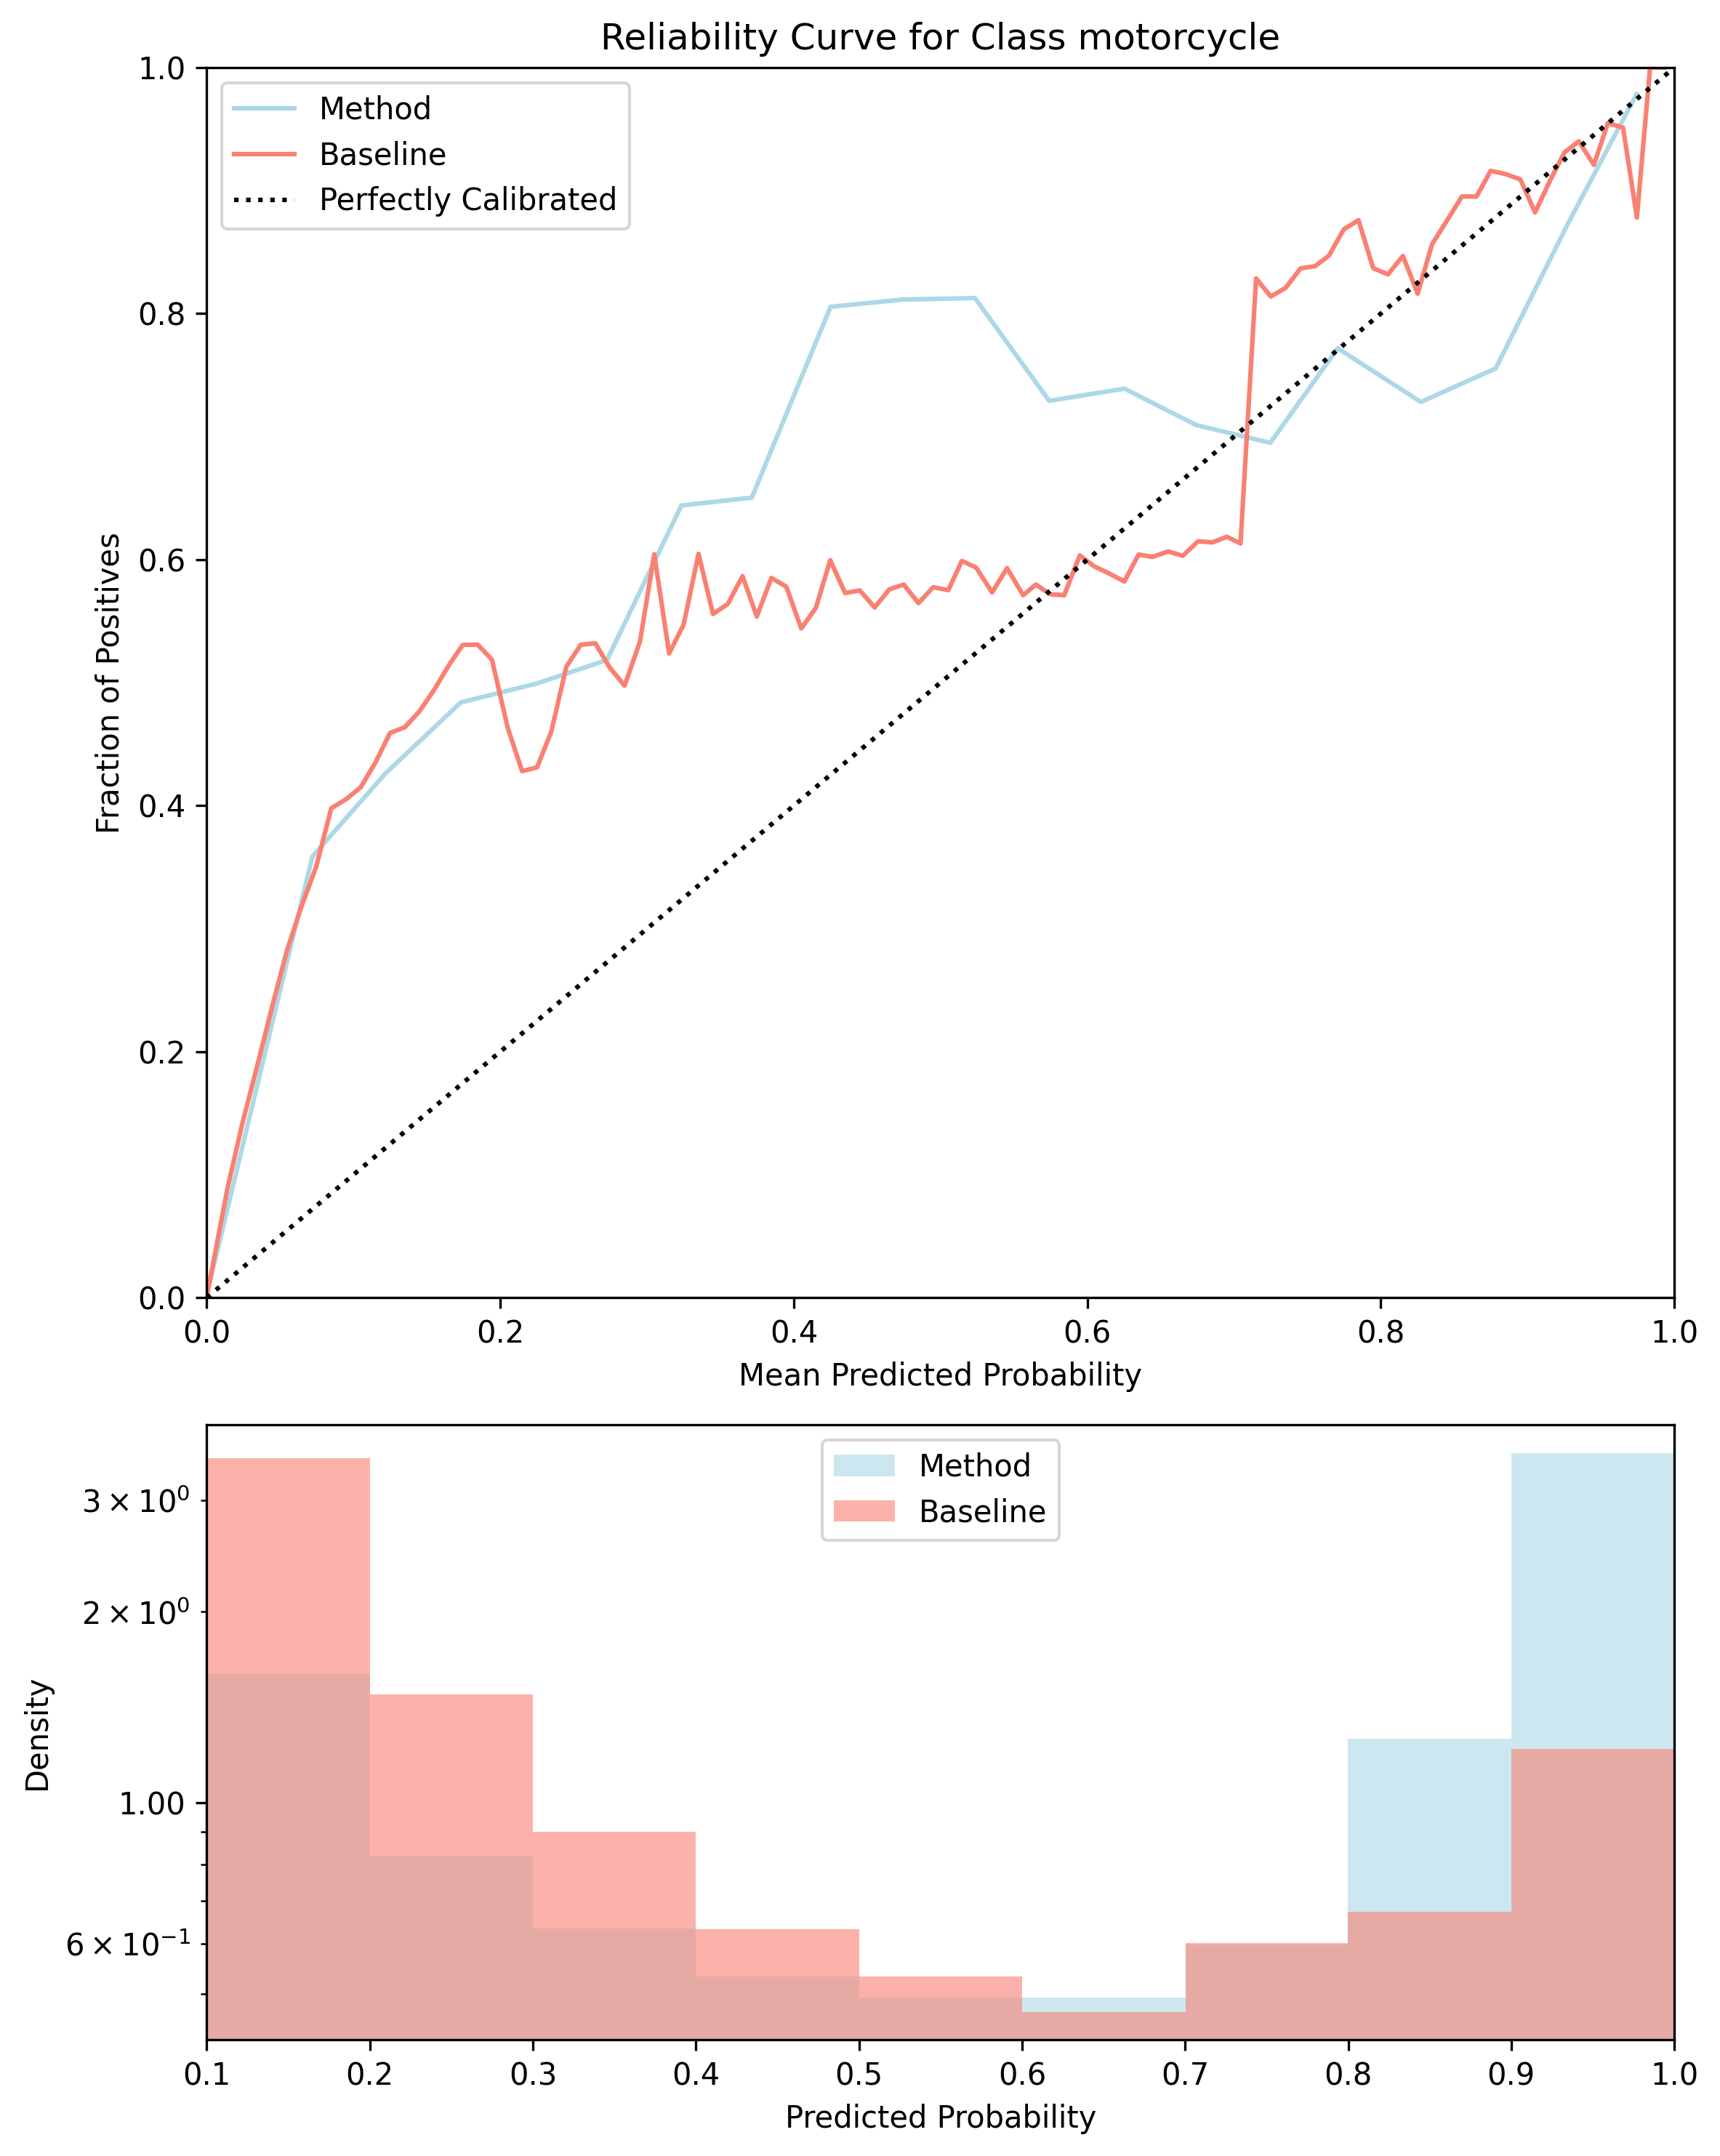 Reliability Curve for Class motorcycle
Method
Baseline
Perfectly Calibrated
1.0
0.8
0.6
0.4
0.2
0.0
Fraction of Positives
0.0 0.2 0.4 0.6 0.8 1.0
Mean Predicted Probability
Method
Baseline
3 × 10⁰
2 × 10⁰
1.00
6 × 10⁻¹
Density
0.1 0.2 0.3 0.4 0.5 0.6 0.7 0.8 0.9 1.0
Predicted Probability